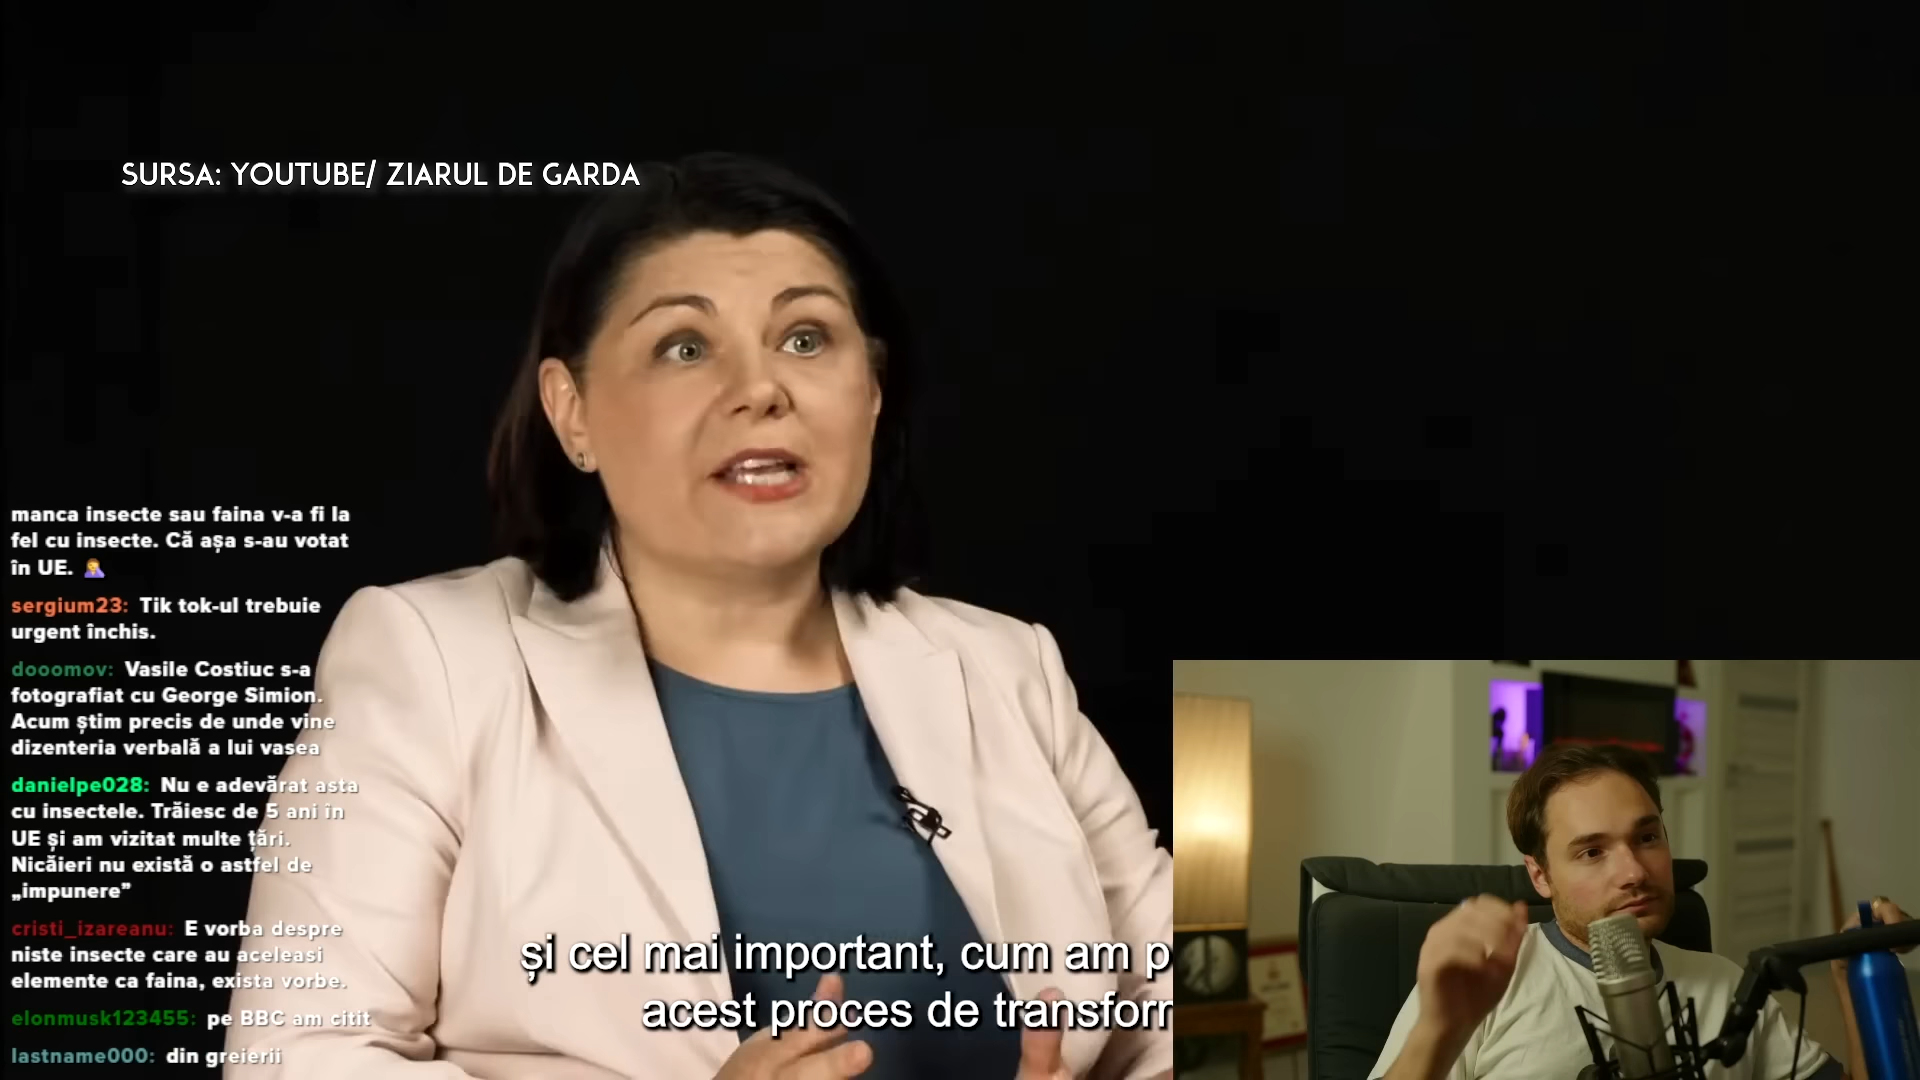 SURSA: YOUTUBE/ ZIARUL DE GARDA
manca insecte sau faina v-a fi la
fel cu insecte. Că așa s-au votat
în UE. 🤦‍♀️
sergium23: Tik tok-ul trebuie
urgent închis.
dooomov: Vasile Costiuc s-a
fotografiat cu George Simion.
Acum știm precis de unde vine
dizenteria verbală a lui vasea
danielpe028: Nu e adevărat asta
cu insectele. Trăiesc de 5 ani în
UE și am vizitat multe țări.
Nicăieri nu există o astfel de
„impunere”
cristi_izareanu: E vorba despre
niste insecte care au aceleasi
elemente ca faina, exista vorbe.
elonmusk123455: pe BBC am citit
lastname000: din greierii
și cel mai important, cum am p
acest proces de transform